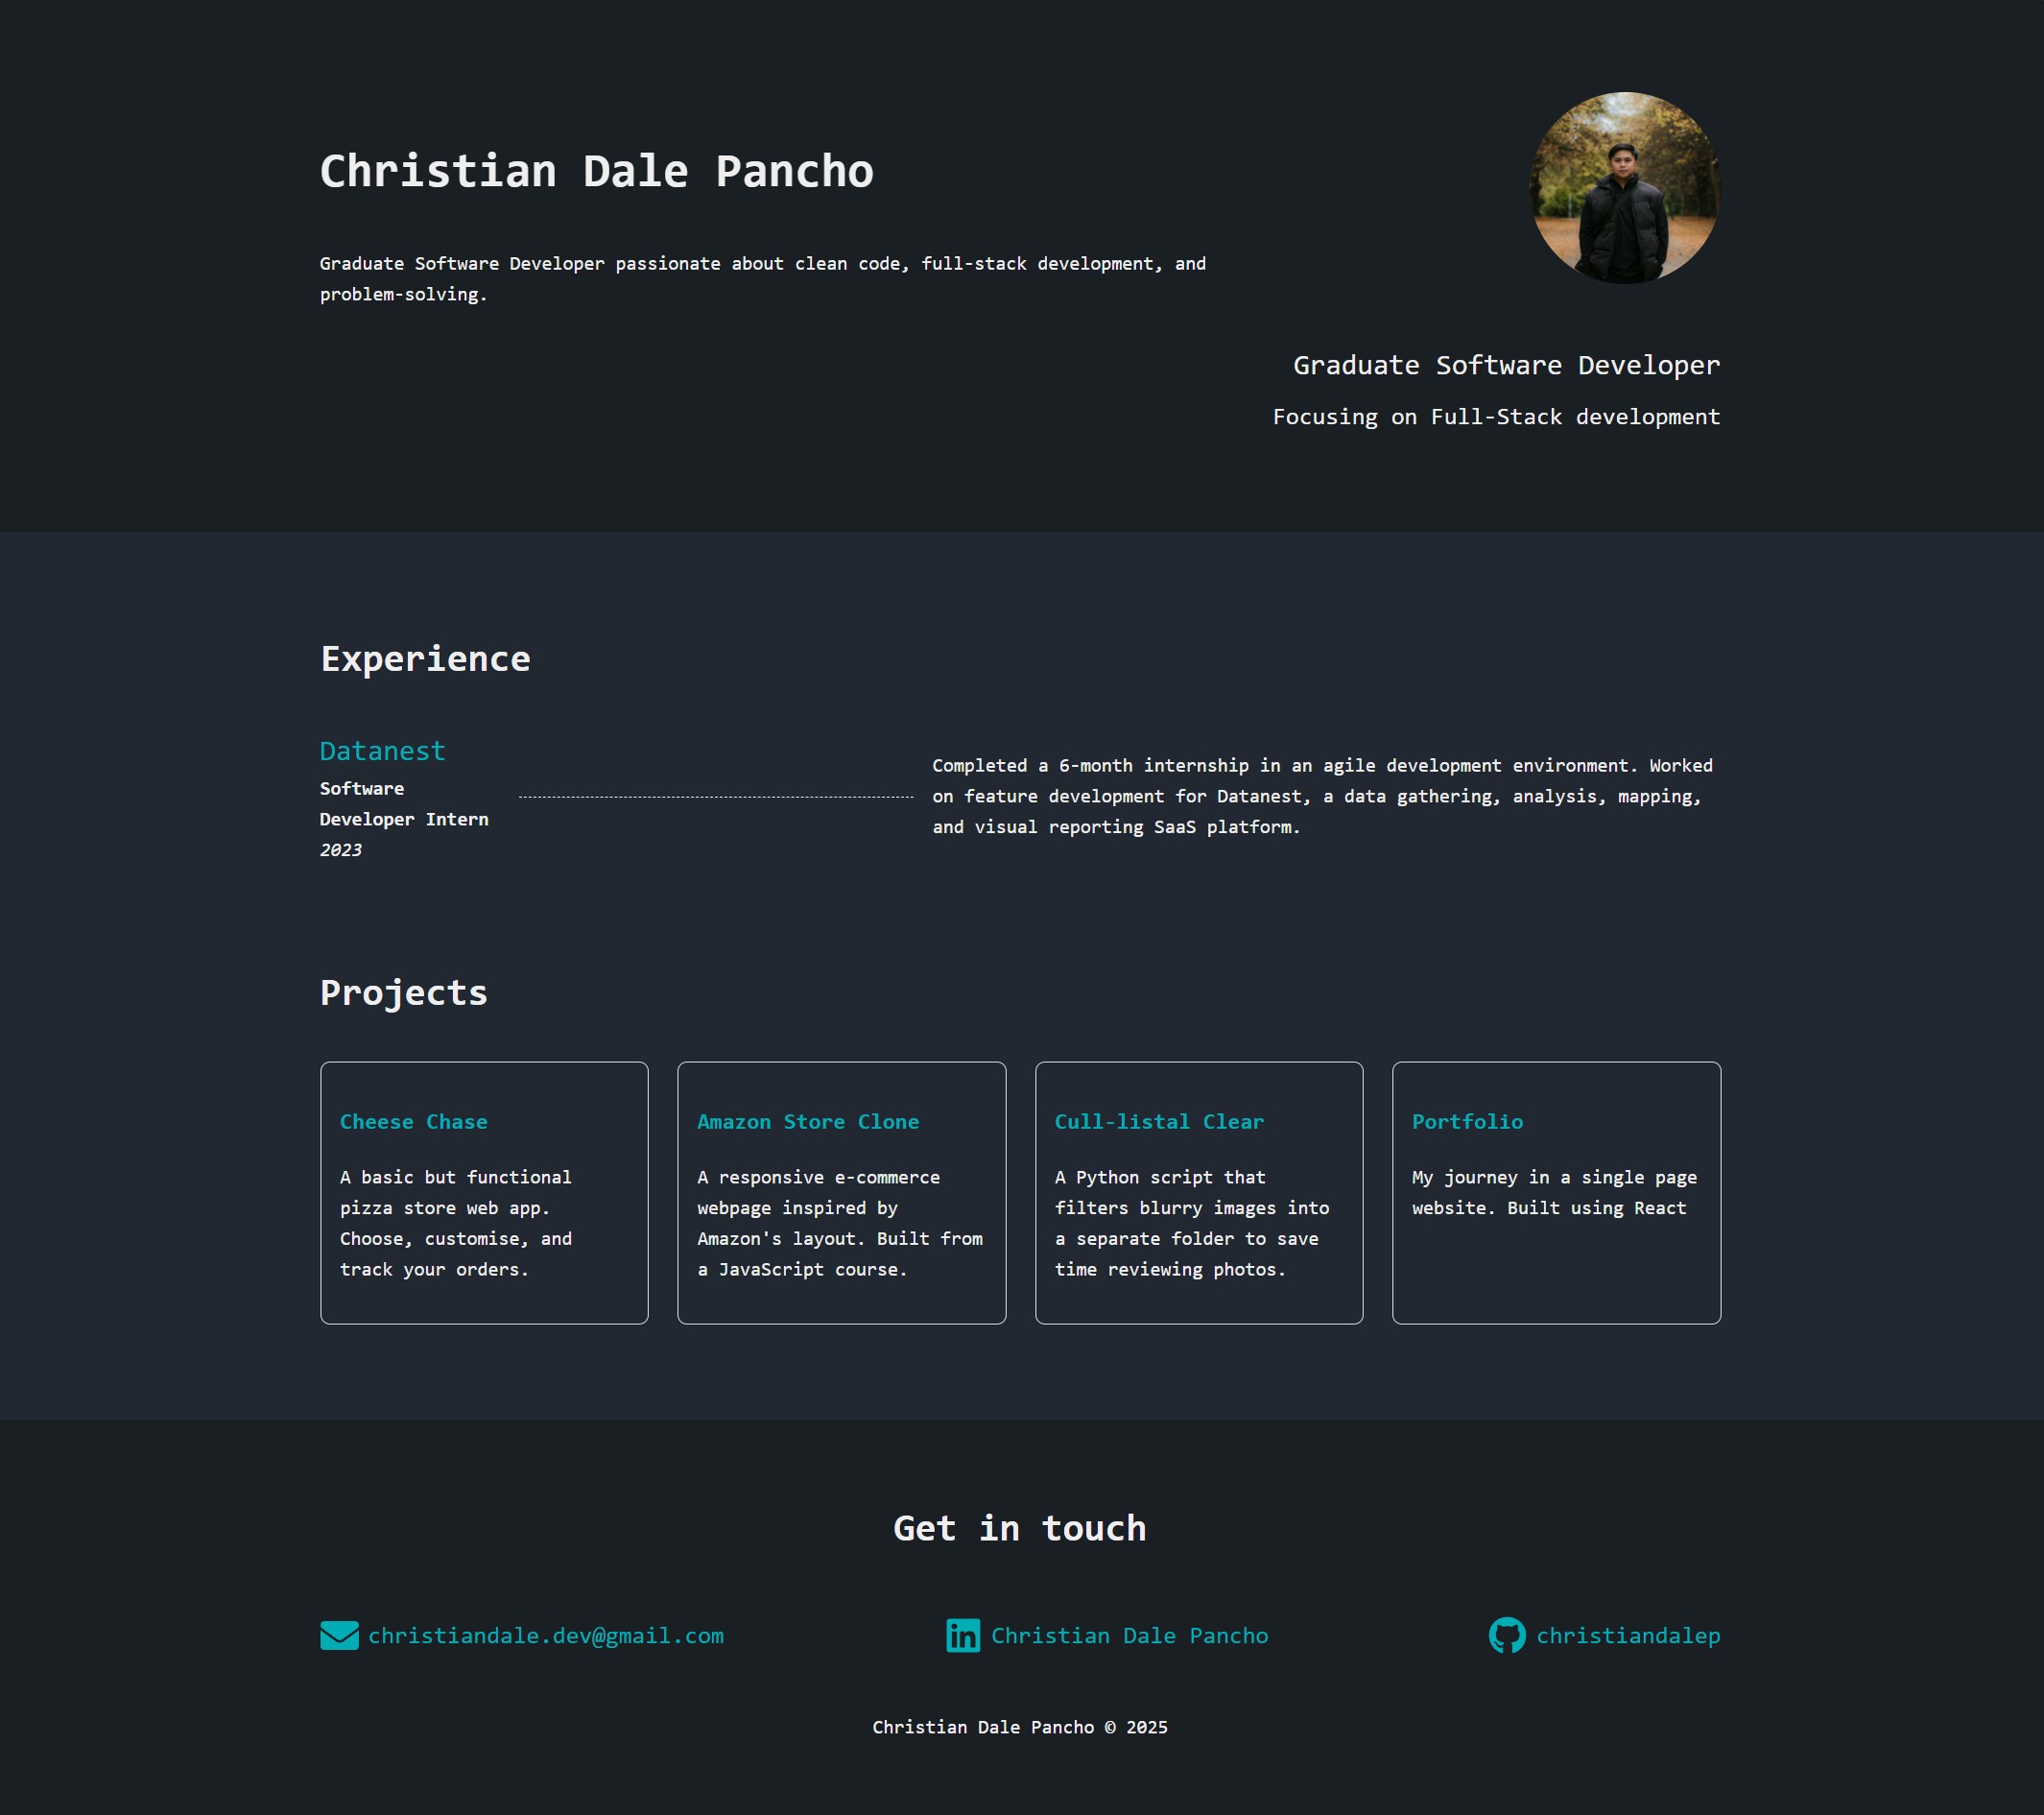 Christian Dale Pancho
Graduate Software Developer passionate about clean code, full-stack development, and
problem-solving.
Graduate Software Developer
Focusing on Full-Stack development
Experience
Datanest
Software
Developer Intern
2023
Completed a 6-month internship in an agile development environment. Worked
on feature development for Datanest, a data gathering, analysis, mapping,
and visual reporting SaaS platform.
Projects
Cheese Chase
A basic but functional
pizza store web app.
Choose, customise, and
track your orders.
Amazon Store Clone
A responsive e-commerce
webpage inspired by
Amazon's layout. Built from
a JavaScript course.
Cull-listal Clear
A Python script that
filters blurry images into
a separate folder to save
time reviewing photos.
Portfolio
My journey in a single page
website. Built using React
Get in touch
christiandale.dev@gmail.com
in Christian Dale Pancho
christiandalep
Christian Dale Pancho © 2025